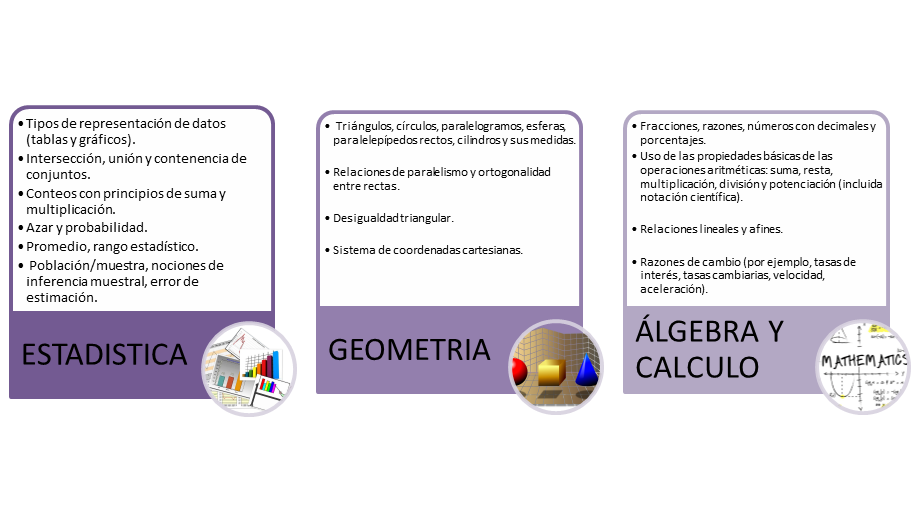 • Tipos de representación de datos
(tablas y gráficos).
• Intersección, unión y contenencia de
conjuntos.
• Conteos con principios de suma y
multiplicación.
• Azar y probabilidad.
• Promedio, rango estadístico.
• Población/muestra, nociones de
inferencia muestral, error de
estimación.
ESTADISTICA
• Triángulos, círculos, paralelogramos, esferas,
paralelepípedos rectos, cilindros y sus medidas.
• Relaciones de paralelismo y ortogonalidad
entre rectas.
• Desigualdad triangular.
• Sistema de coordenadas cartesianas.
GEOMETRIA
• Fracciones, razones, números con decimales y
porcentajes.
• Uso de las propiedades básicas de las
operaciones aritméticas: suma, resta,
multiplicación, división y potenciación (incluida
notación científica).
• Relaciones lineales y afines.
• Razones de cambio (por ejemplo, tasas de
interés, tasas cambiarias, velocidad,
aceleración).
ÁLGEBRA Y
CALCULO
MATHEMATICS